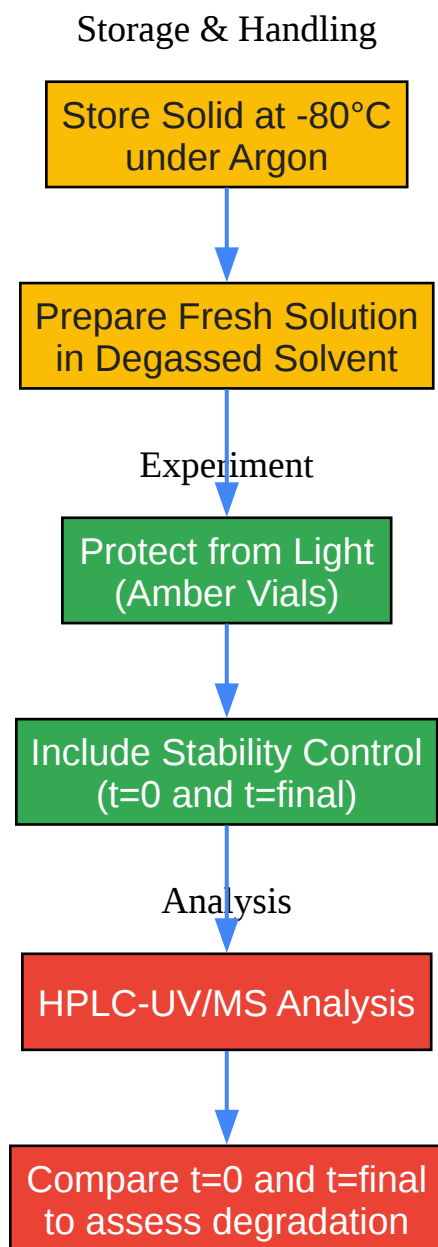 Storage & Handling
Store Solid at -80°C
under Argon
Prepare Fresh Solution
in Degassed Solvent
Experiment
Protect from Light
(Amber Vials)
Include Stability Control
(t=0 and t=final)
Analysis
HPLC-UV/MS Analysis
Compare t=0 and t=final
to assess degradation